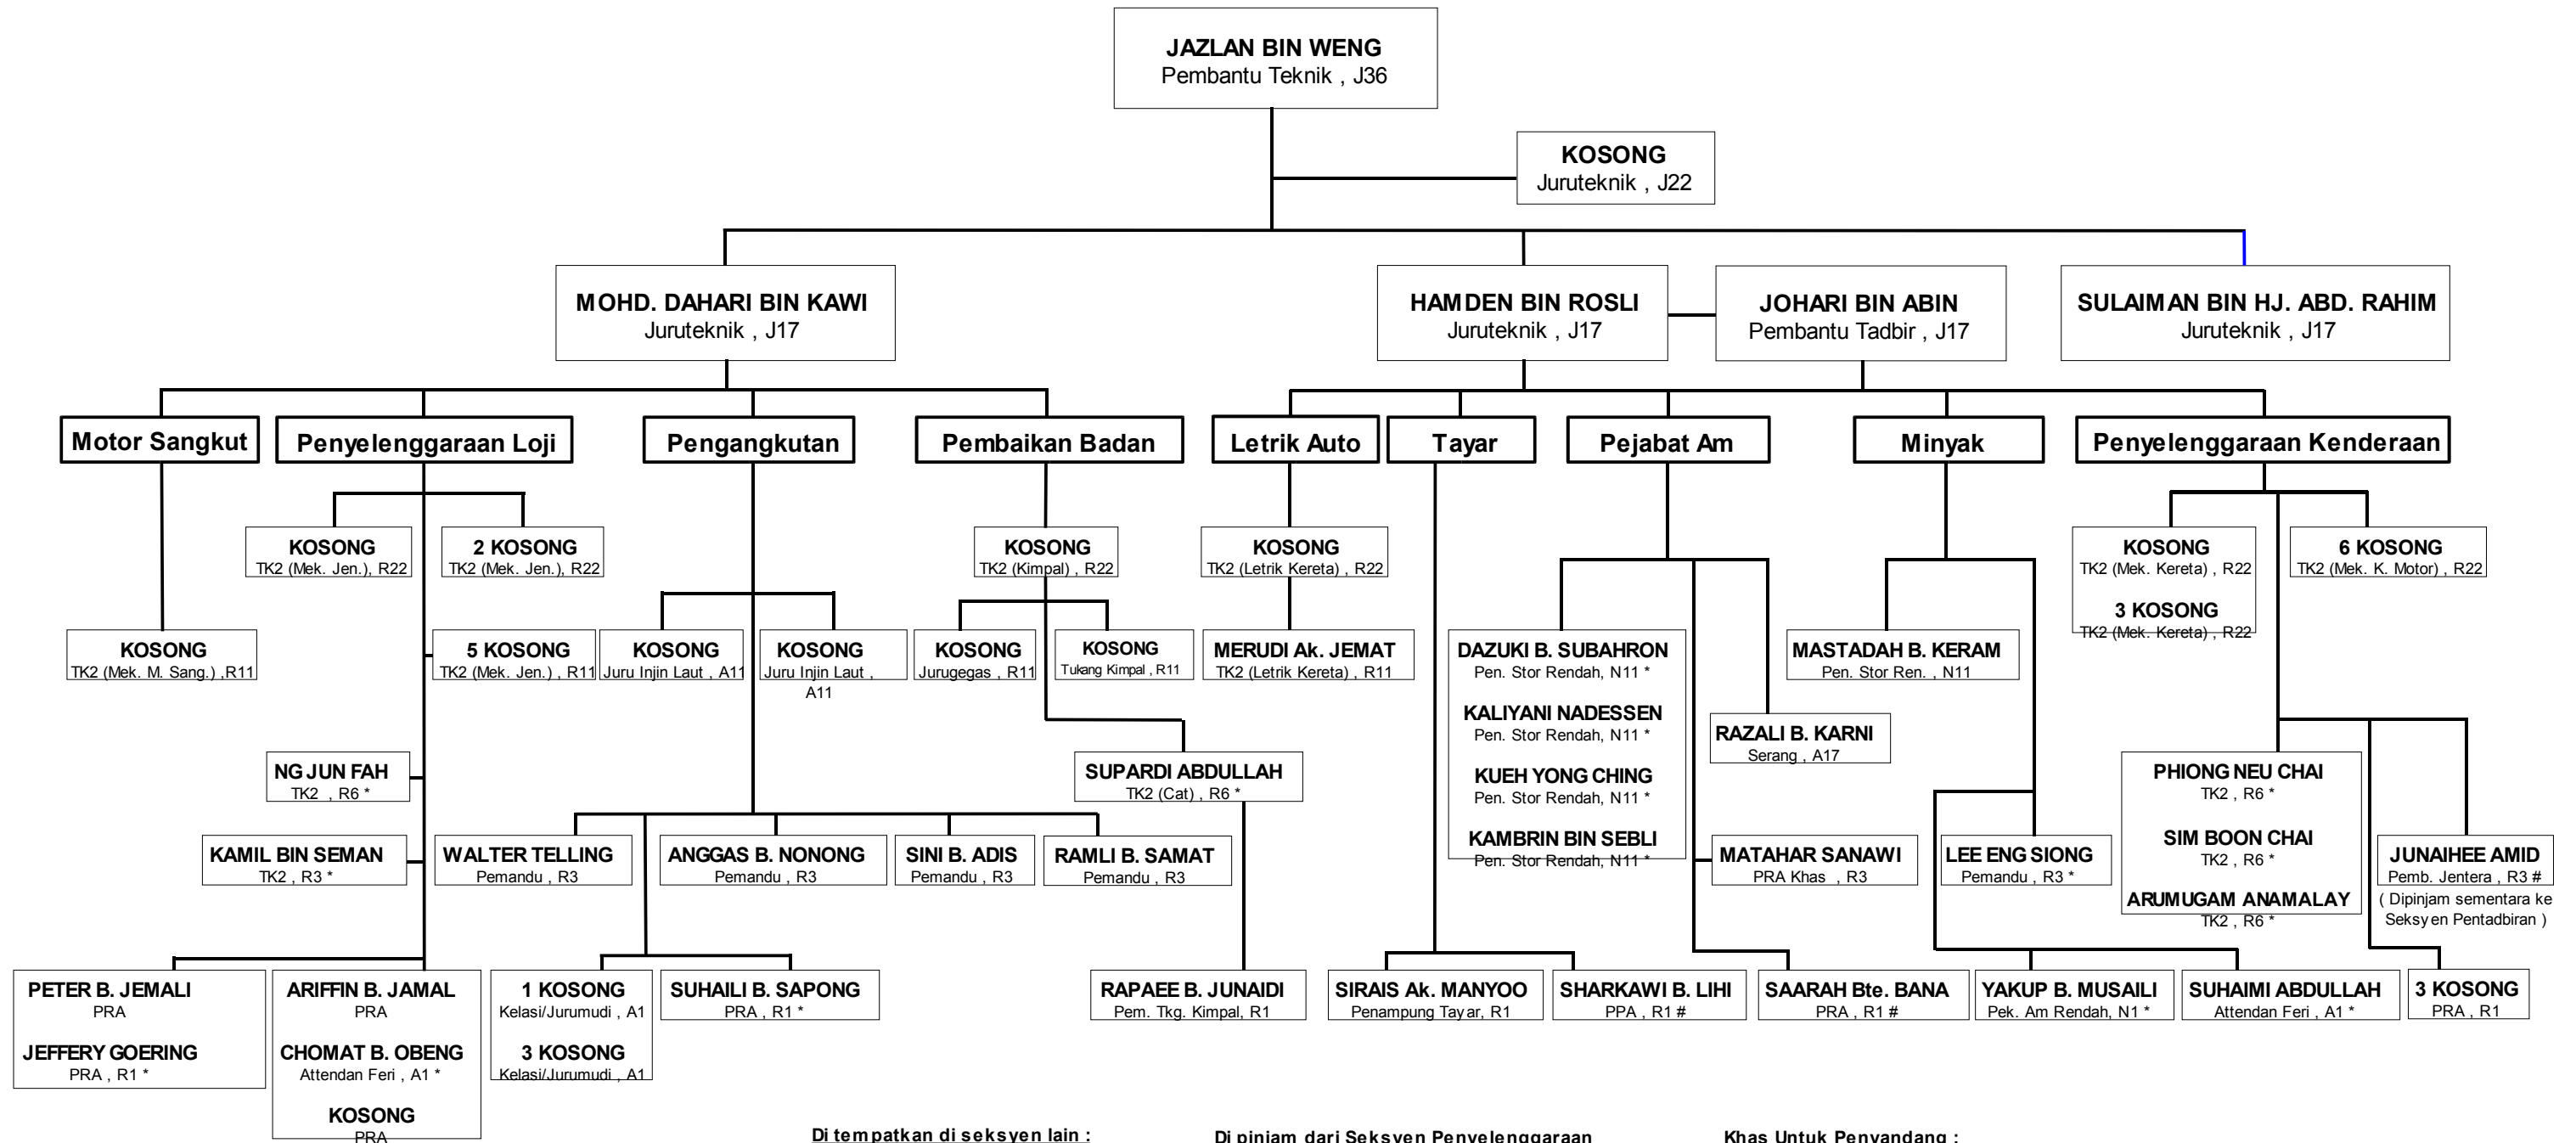 JAZLAN BIN WENG
Pembantu Teknik , J36
KOSONG
Juruteknik , J22
MOHD. DAHARI BIN KAWI
Juruteknik , J17
HAMDEN BIN ROSLI
Juruteknik , J17
JOHARI BIN ABIN
Pembantu Tadbir , J17
SULAIMAN BIN HJ. ABD. RAHIM
Juruteknik , J17
Motor Sangkut
Penyelenggaraan Loji
Pengangkutan
Pembaikan Badan
Letrik Auto
Tayar
Pejabat Am
Minyak
Penyelenggaraan Kenderaan
KOSONG
TK2 (Mek. Jen.), R22
2 KOSONG
TK2 (Mek. Jen.), R22
KOSONG
TK2 (Kimpal) , R22
KOSONG
TK2 (Letrik Kereta) , R22
KOSONG
TK2 (Mek. Kereta) , R22
3 KOSONG
TK2 (Mek. Kereta) , R22
6 KOSONG
TK2 (Mek. K. Motor) , R22
KOSONG
TK2 (Mek. M. Sang.) ,R11
5 KOSONG
TK2 (Mek. Jen.) , R11
KOSONG
Juru Injin Laut , A11
KOSONG
Juru Injin Laut ,
A11
KOSONG
Jurugegas , R11
KOSONG
Tukang Kimpal , R11
MERUDI Ak. JEMAT
TK2 (Letrik Kereta) , R11
DAZUKI B. SUBAHRON
Pen. Stor Rendah, N11 *
KALIYANI NADESSEN
Pen. Stor Rendah, N11 *
KUEH YONG CHING
Pen. Stor Rendah, N11 *
KAMBRIN BIN SEBLI
Pen. Stor Rendah, N11 *
RAZALI B. KARNI
Serang , A17
MASTADAH B. KERAM
Pen. Stor Ren. , N11
NG JUN FAH
TK2 , R6 *
SUPARDI ABDULLAH
TK2 (Cat) , R6 *
PHIONG NEU CHAI
TK2 , R6 *
SIM BOON CHAI
TK2 , R6 *
ARUMUGAM ANAMALAY
TK2 , R6 *
KAMIL BIN SEMAN
TK2 , R3 *
WALTER TELLING
Pemandu , R3
ANGGAS B. NONONG
Pemandu , R3
SINI B. ADIS
Pemandu , R3
RAMLI B. SAMAT
Pemandu , R3
MATAHAR SANAWI
PRA Khas , R3
LEE ENG SIONG
Pemandu , R3 *
JUNAIHEE AMID
Pemb. Jentera , R3 #
( Dipinjam sementara ke
Seksyen Pentadbiran )
PETER B. JEMALI
PRA
JEFFERY GOERING
PRA , R1 *
ARIFFIN B. JAMAL
PRA
CHOMAT B. OBENG
Attendan Feri , A1 *
KOSONG
PRA
1 KOSONG
Kelasi/Jurumudi , A1
3 KOSONG
Kelasi/Jurumudi , A1
SUHAILI B. SAPONG
PRA , R1 *
RAPAEE B. JUNAIDI
Pem. Tkg. Kimpal, R1
SIRAIS Ak. MANYOO
Penampung Tayar, R1
SHARKAWI B. LIHI
PPA , R1 #
SAARAH Bte. BANA
PRA , R1 #
YAKUP B. MUSAILI
Pek. Am Rendah, N1 *
SUHAIMI ABDULLAH
Attendan Feri , A1 *
3 KOSONG
PRA , R1
Di tempatkan di seksyen lain :
Di pinjam dari Seksyen Penyelenggaraan
Khas Untuk Penyandang :